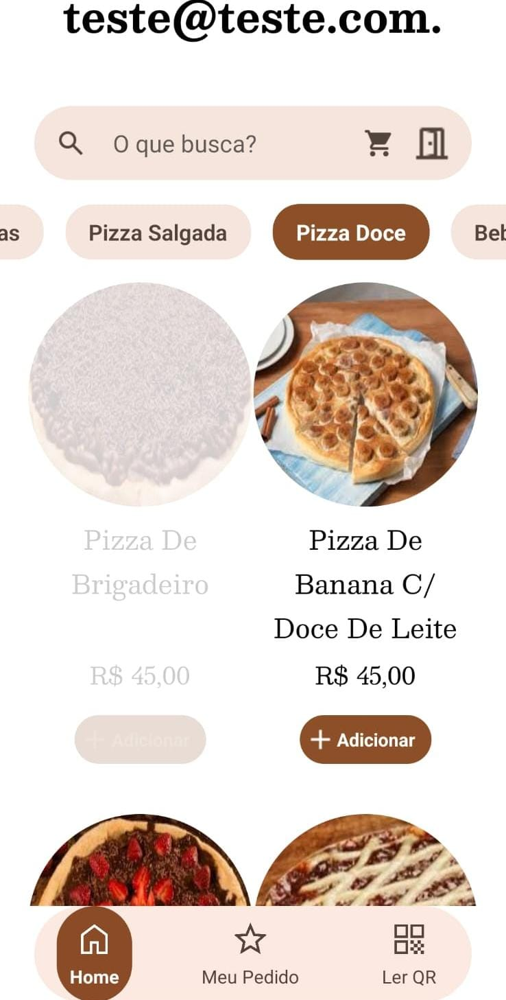 teste@teste.com.
O que busca?
as
Pizza Salgada
Pizza Doce
Beb
Pizza De
Brigadeiro
R$ 45,00
+ Adicionar
Pizza De
Banana C/
Doce De Leite
R$ 45,00
+ Adicionar
Home
Meu Pedido
Ler QR